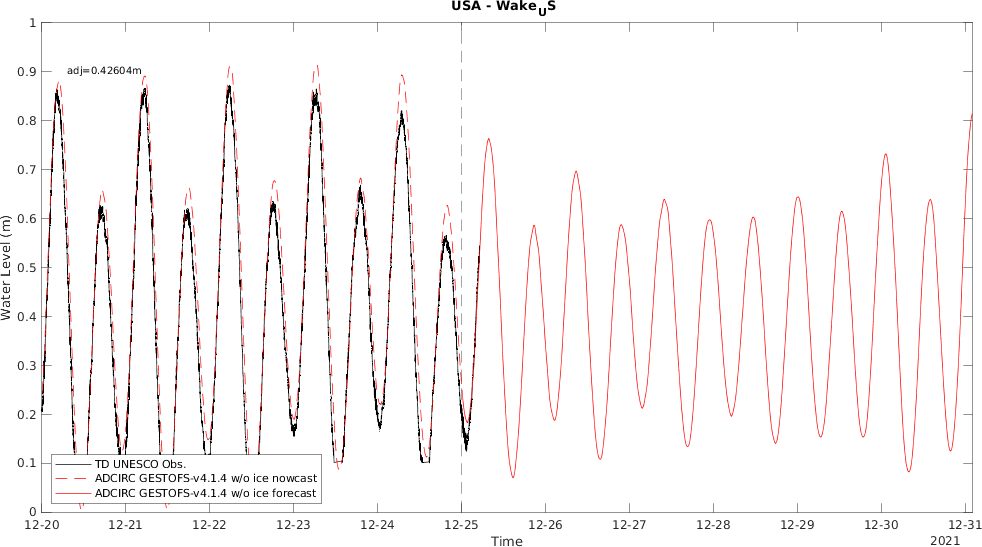 USA - Wake_US
adj=0.42604m
Water Level (m)
1
0.9
0.8
0.7
0.6
0.5
0.4
0.3
0.2
0.1
0
TD UNESCO Obs.
ADCIRC GESTOFS-v4.1.4 w/o ice nowcast
ADCIRC GESTOFS-v4.1.4 w/o ice forecast
12-20 12-21 12-22 12-23 12-24 12-25 12-26 12-27 12-28 12-29 12-30 12-31
Time
2021